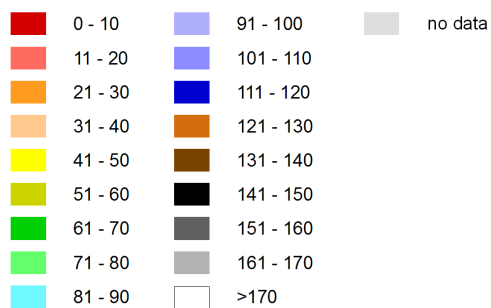 0 - 10
11 - 20
21 - 30
31 - 40
41 - 50
51 - 60
61 - 70
71 - 80
81 - 90
91 - 100
101 - 110
111 - 120
121 - 130
131 - 140
141 - 150
151 - 160
161 - 170
>170
no data